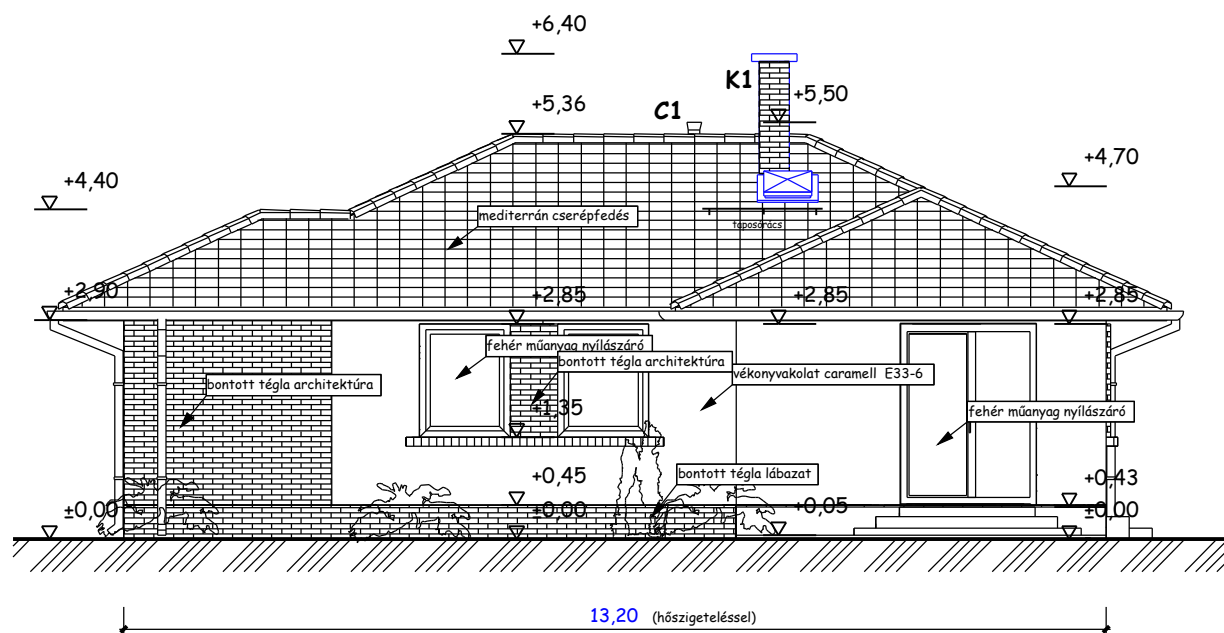 +6,40
K1
+5,50
C1
+5,36
+4,70
+4,40
mediterrán cserépfedés
taposórács
+2,90
+2,85
+2,85
+2,85
fehér műanyag nyílászáró
bontott tégla architektúra
vékonyvakolat caramell E33-6
bontott tégla architektúra
+1,35
fehér műanyag nyílászáró
bontott tégla lábazat
+0,45
+0,43
±0,00
±0,00
+0,05
±0,00
13,20 (hőszigeteléssel)